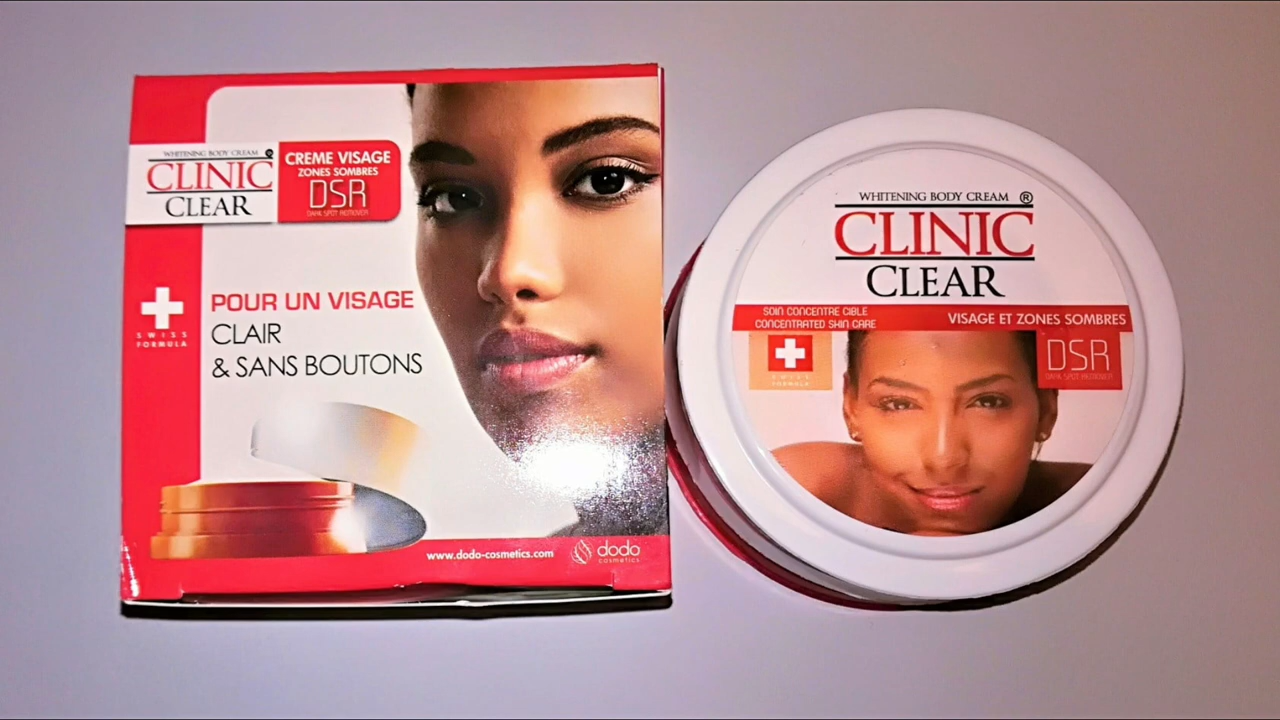 WHITENING BODY CREAM ®
CLINIC
CLEAR
CREME VISAGE
ZONES SOMBRES
DSR
DARK SPOT REMOVER
SWISS
FORMULA
POUR UN VISAGE
CLAIR
& SANS BOUTONS
www.dodo-cosmetics.com
dodo
cosmetics
WHITENING BODY CREAM ®
CLINIC
CLEAR
SOIN CONCENTRE CIBLE
CONCENTRATED SKIN CARE
VISAGE ET ZONES SOMBRES
SWISS
FORMULA
DSR
DARK SPOT REMOVER